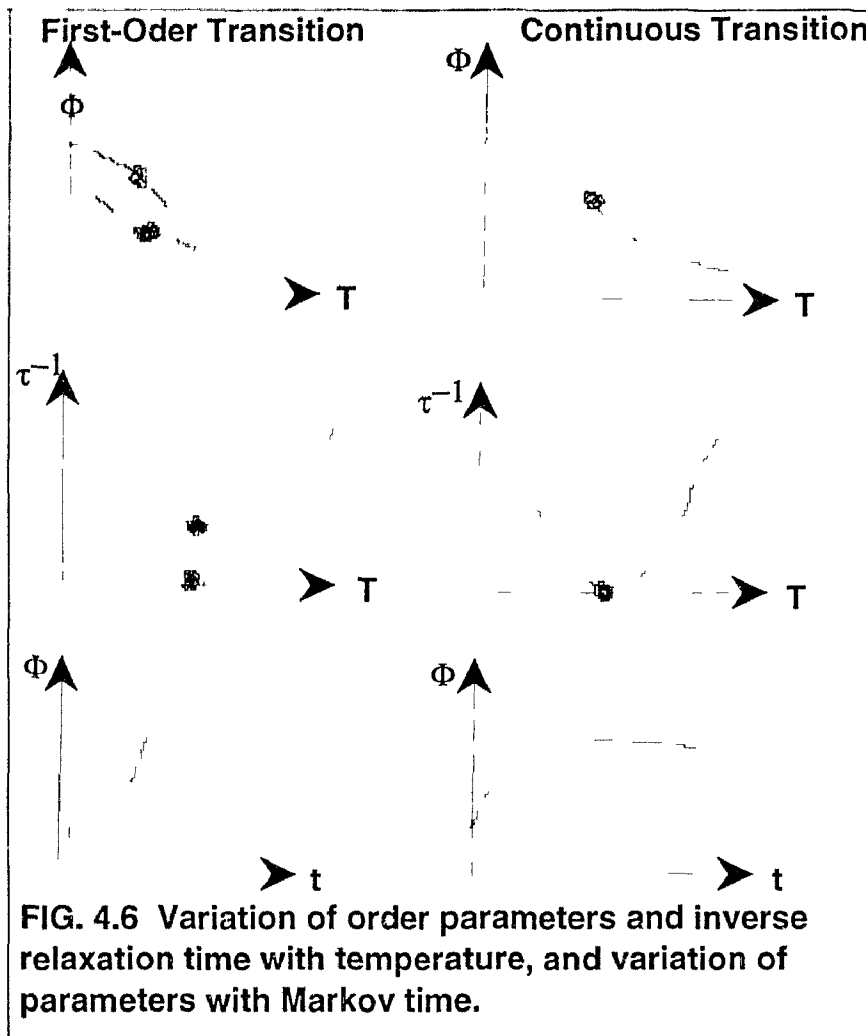 First-Oder Transition
Continuous Transition
Φ
Φ
T
T
τ⁻¹
τ⁻¹
T
T
Φ
Φ
t
t
FIG. 4.6 Variation of order parameters and inverse
relaxation time with temperature, and variation of
parameters with Markov time.